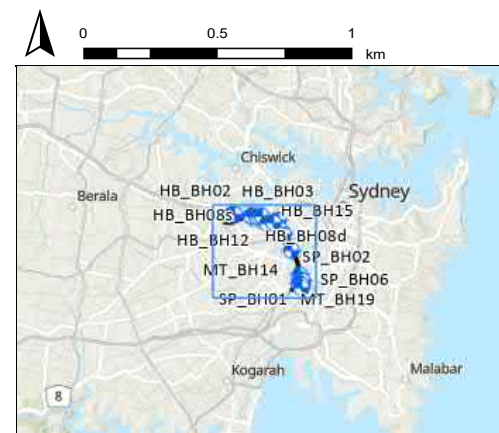 0 0.5 1
km
Chiswick
HB_BH02 HB_BH03
Berala
Sydney
HB_BH08s HB_BH15
HB_BH12 HB_BH08d
SP_BH02
MT_BH14
SP_BH06
SP_BH01 MT_BH19
Kogarah
Malabar
8